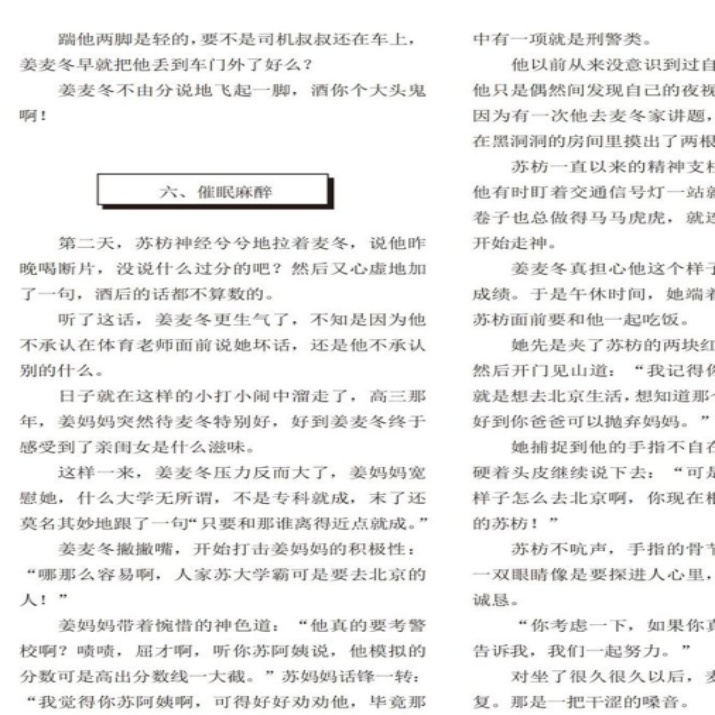 踹他两脚是轻的，要不是司机叔叔还在车上，
姜麦冬早就把他丢到车门外了好么？
姜麦冬不由分说地飞起一脚，酒你个大头鬼
啊！
六、催眠麻醉
第二天，苏枋神经兮兮地拉着麦冬，说他昨
晚喝断片，没说什么过分的吧？然后又心虚地加
了一句，酒后的话都不算数的。
听了这话，姜麦冬更生气了，不知是因为他
不承认在体育老师面前说她坏话，还是他不承认
别的什么。
日子就在这样的小打小闹中溜走了，高三那
年，姜妈妈突然待麦冬特别好，好到姜麦冬终于
感受到了亲闺女是什么滋味。
这样一来，姜麦冬压力反而大了，姜妈妈宽
慰她，什么大学无所谓，不是专科就成，末了还
莫名其妙地跟了一句“只要和那谁离得近点就成。”
姜麦冬撇撇嘴，开始打击姜妈妈的积极性：
“哪那么容易啊，人家苏大学霸可是要去北京的
人！”
姜妈妈带着惋惜的神色道：“他真的要考警
校啊？啧啧，屈才啊，听你苏阿姨说，他模拟的
分数可是高出分数线一大截。”苏妈妈话锋一转：
“我觉得你苏阿姨啊，可得好好劝劝他，毕竟那
中有一项就是刑警类。
他以前从来没意识到过自
他只是偶然间发现自己的夜视
因为有一次他去麦冬家讲题，
在黑洞洞的房间里摸出了两根
苏枋一直以来的精神支柱
他有时盯着交通信号灯一站就
卷子也总做得马马虎虎，就连
开始走神。
姜麦冬真担心他这个样子
成绩。于是午休时间，她端着
苏枋面前要和他一起吃饭。
她先是夹了苏枋的两块红
然后开门见山道：“我记得你
就是想去北京生活，想知道那个
好到你爸爸可以抛弃妈妈。”
她捕捉到他的手指不自在
硬着头皮继续说下去：“可是
样子怎么去北京啊，你现在根
的苏枋！”
苏枋不吭声，手指的骨节
一双眼睛像是要探进人心里，
诚恳。
“你考虑一下，如果你真
告诉我，我们一起努力。”
对坐了很久很久以后，麦
复。那是一把干涩的嗓音。